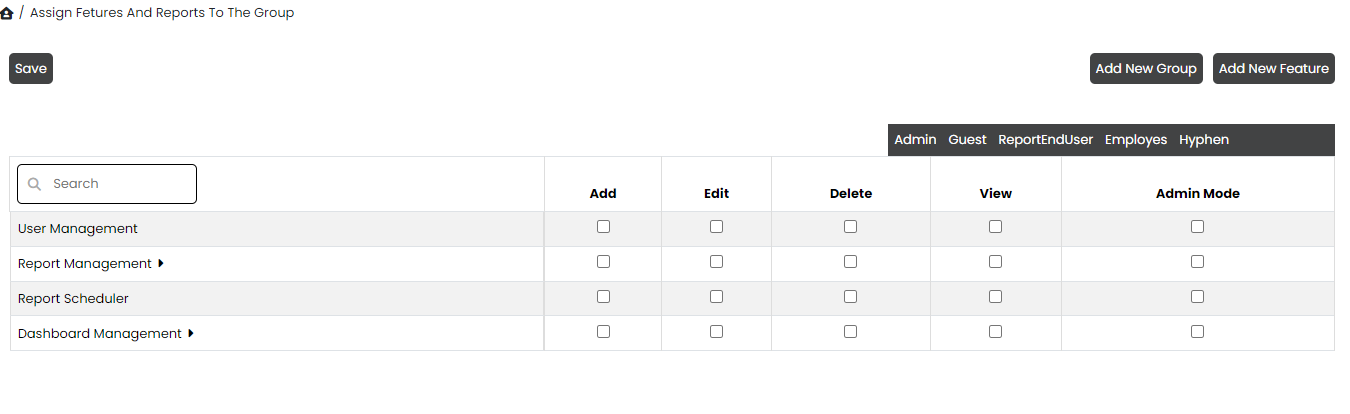 / Assign Fetures And Reports To The Group
Save Add New Group Add New Feature
Admin Guest ReportEndUser Employes Hyphen
Search Add Edit Delete View Admin Mode
User Management
Report Management
Report Scheduler
Dashboard Management